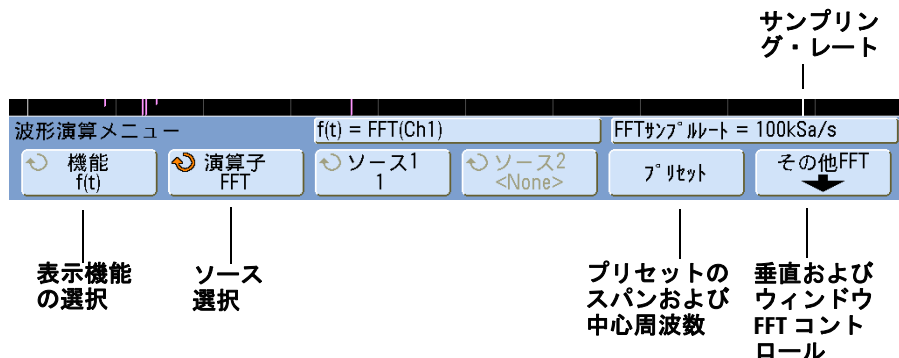 サンプリン
グ・レート
波形演算メニュー
f(t) = FFT(Ch1)
FFTｻﾝﾌﾟﾙﾚｰﾄ = 100kSa/s
機能
f(t)
演算子
FFT
ソース1
1
ソース2
<None>
ﾌﾟﾘｾｯﾄ
その他FFT
表示機能
の選択
ソース
選択
プリセットの
スパンおよび
中心周波数
垂直および
ウィンドウ
FFT コント
ロール